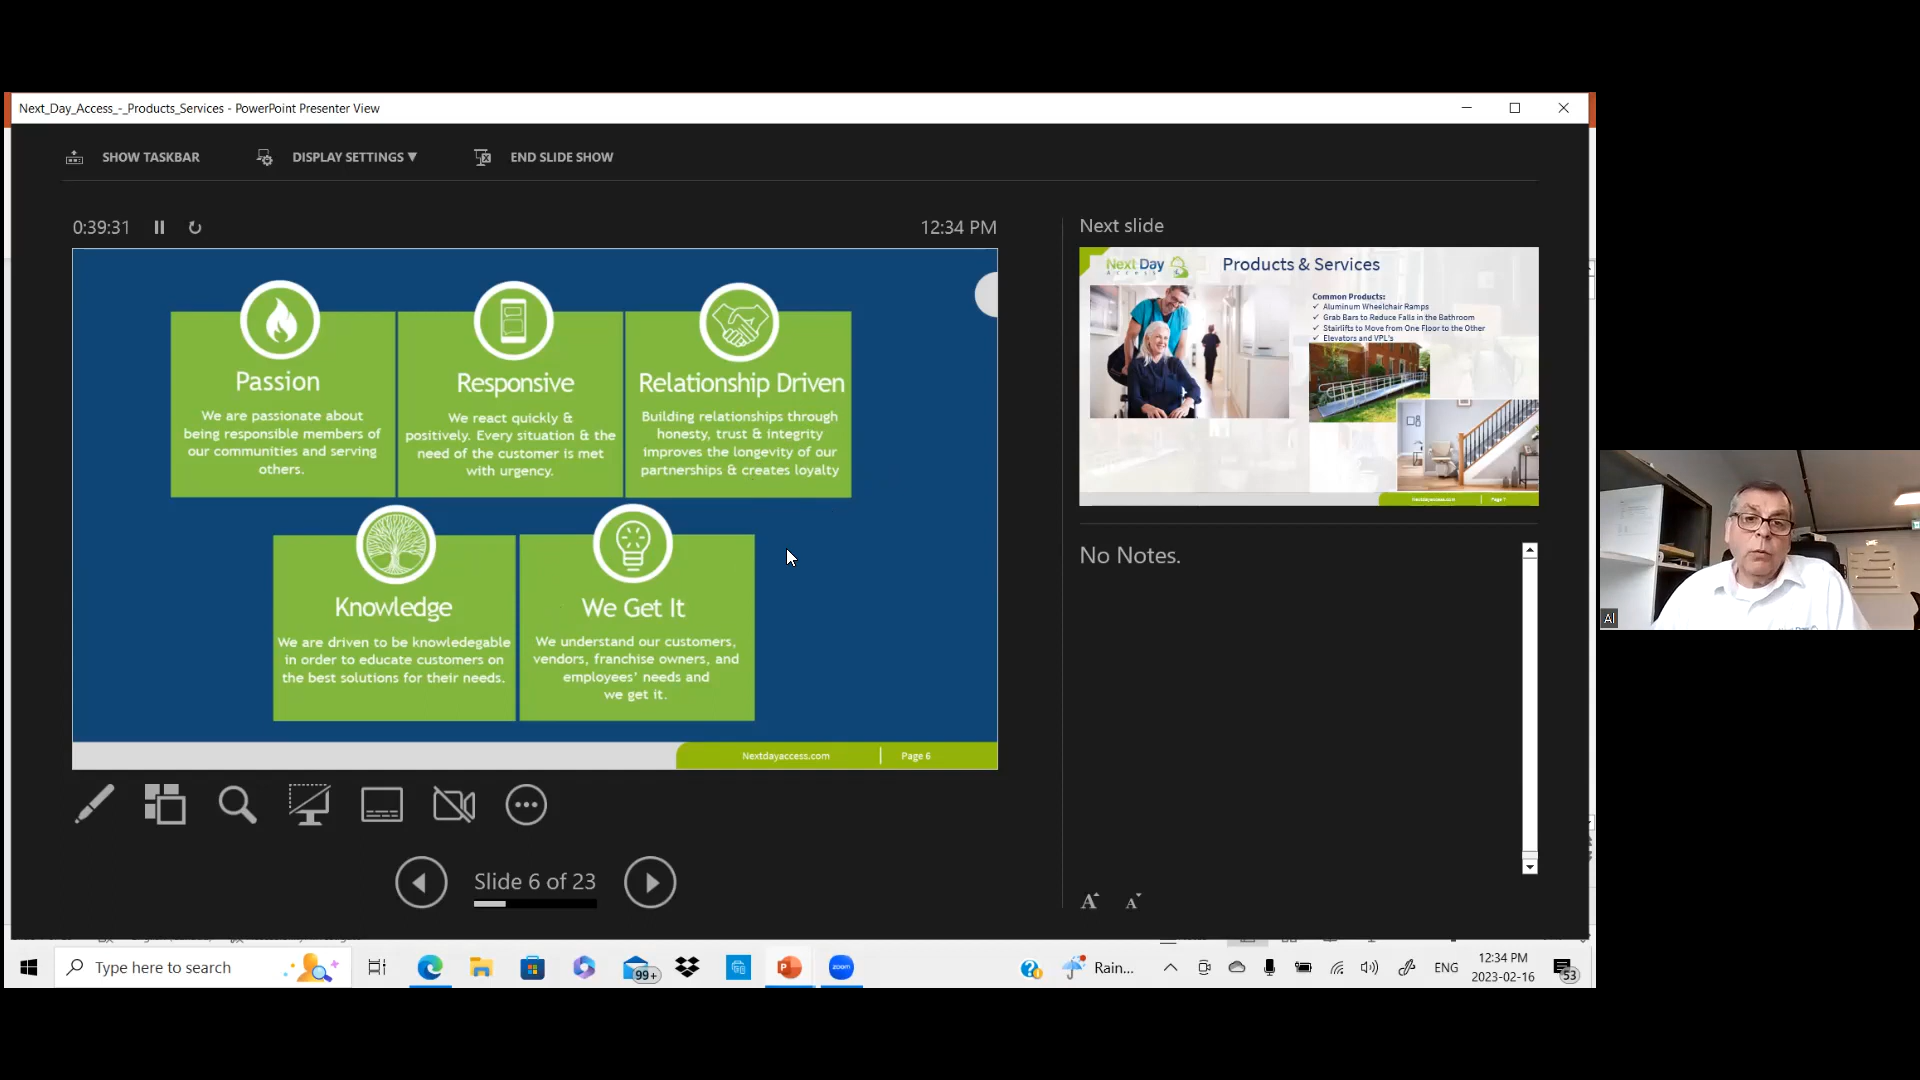 Next_Day_Access_-_Products_Services - PowerPoint Presenter View
SHOW TASKBAR
DISPLAY SETTINGS ▼
END SLIDE SHOW
0:39:31
12:34 PM
Passion
We are passionate about
being responsible members of
our communities and serving
others.
Responsive
We react quickly &
positively. Every situation & the
need of the customer is met
with urgency.
Relationship Driven
Building relationships through
honesty, trust & integrity
improves the longevity of our
partnerships & creates loyalty
Knowledge
We are driven to be knowledegable
in order to educate customers on
the best solutions for their needs.
We Get It
We understand our customers,
vendors, franchise owners, and
employees' needs and
we get it.
Nextdayaccess.com
Page 6
Slide 6 of 23
Next slide
Next Day
Access
Products & Services
Common Products:
✓ Aluminum Wheelchair Ramps
✓ Grab Bars to Reduce Falls in the Bathroom
✓ Stairlifts to Move from One Floor to the Other
✓ Elevators and VPL's
Nextdayaccess.com
Page 7
No Notes.
A
A
Al
Type here to search
99+
zoom
Rain...
ENG
12:34 PM
2023-02-16
53